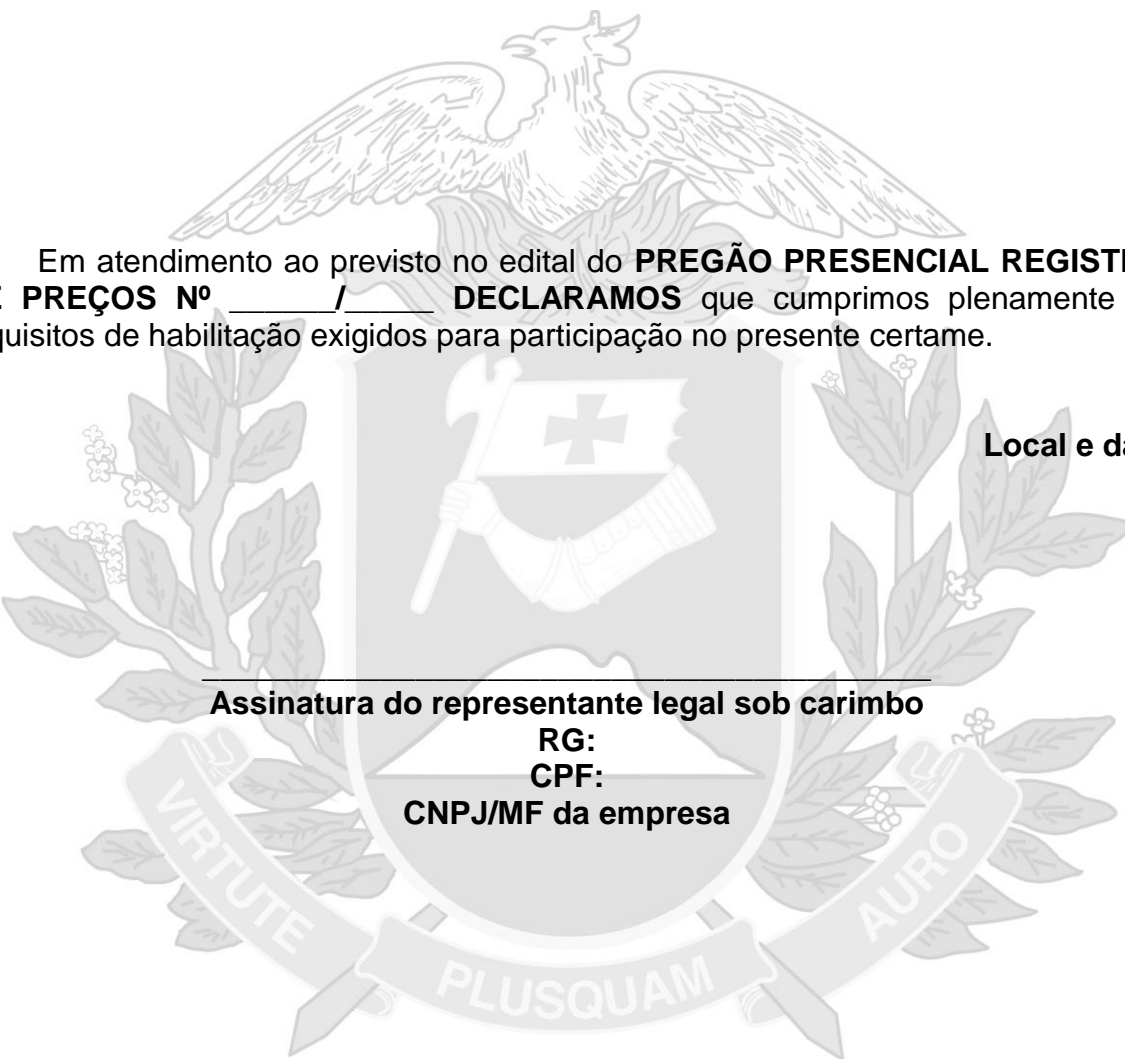 Em atendimento ao previsto no edital do PREGÃO PRESENCIAL REGIST
PREÇOS Nº ______/_____ DECLARAMOS que cumprimos plenamente
quisitos de habilitação exigidos para participação no presente certame.
Local e da
_________________________________________
Assinatura do representante legal sob carimbo
RG:
CPF:
CNPJ/MF da empresa
VIRTUTE PLUSQUAM AURO